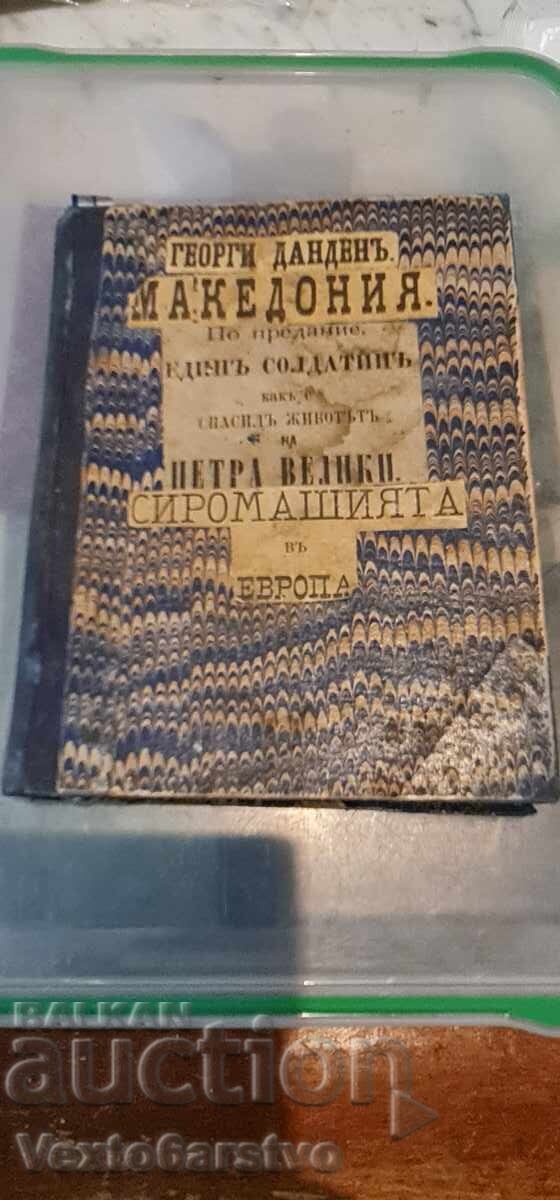 ГЕОРГИ ДАНДЕНЪ.
МАКЕДОНИЯ.
По предание.
ЕДИНЪ СОЛДАТИНЪ
какъ е
СПАСИЛЪ ЖИВОТЪТЪ
НА
ПЕТРА ВЕЛИКИ.
СИРОМАШИЯТА
ВЪ
ЕВРОПА
BALKAN
auction
Vexto6arstvo